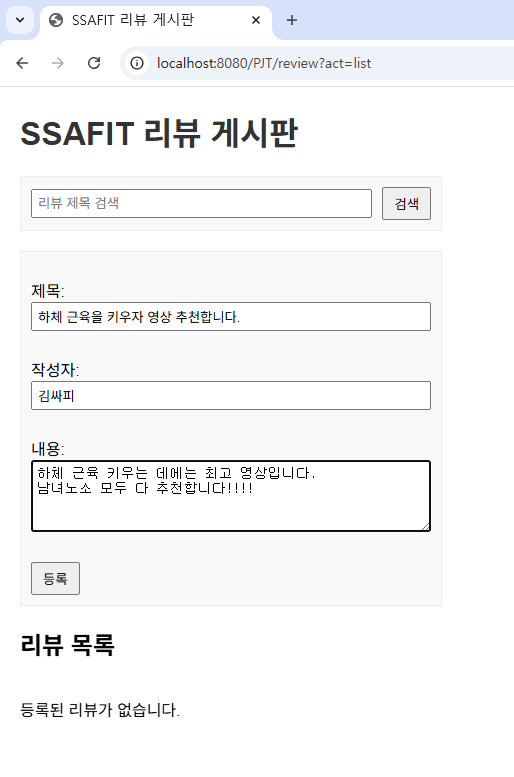 SSAFIT 리뷰 게시판
localhost:8080/PJT/review?act=list
SSAFIT 리뷰 게시판
리뷰 제목 검색
검색
제목:
하체 근육을 키우자 영상 추천합니다.
작성자:
김싸피
내용:
하체 근육 키우는 데에는 최고 영상입니다.
남녀노소 모두 다 추천합니다!!!!
등록
리뷰 목록
등록된 리뷰가 없습니다.